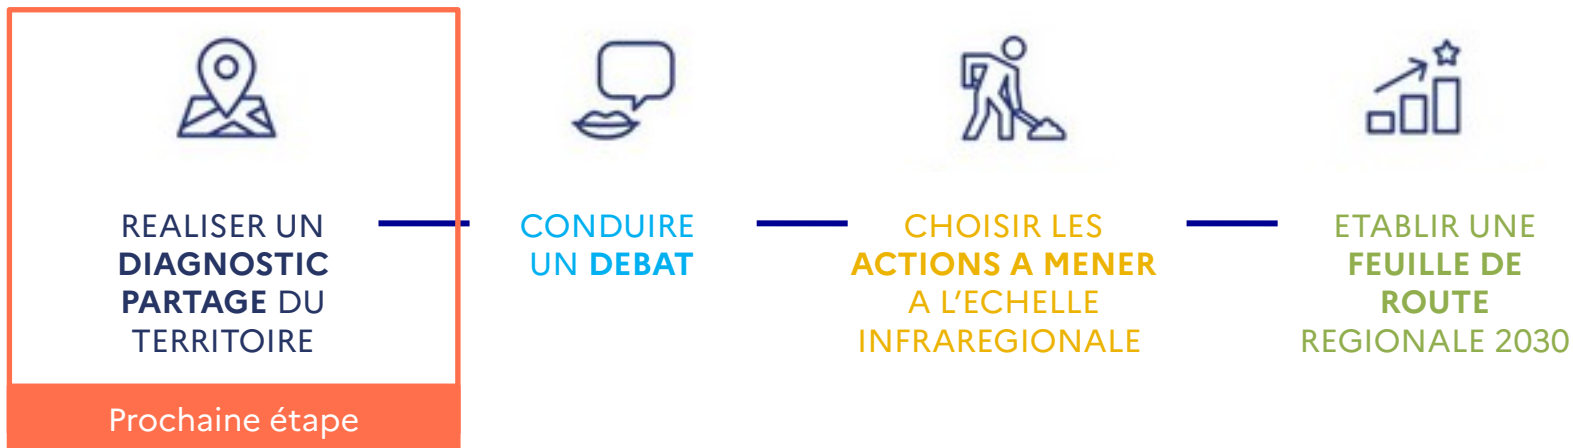 REALISER UN
DIAGNOSTIC
PARTAGE DU
TERRITOIRE
Prochaine étape
CONDUIRE
UN DEBAT
CHOISIR LES
ACTIONS A MENER
A L’ECHELLE
INFRAREGIONALE
ETABLIR UNE
FEUILLE DE
ROUTE
REGIONALE 2030